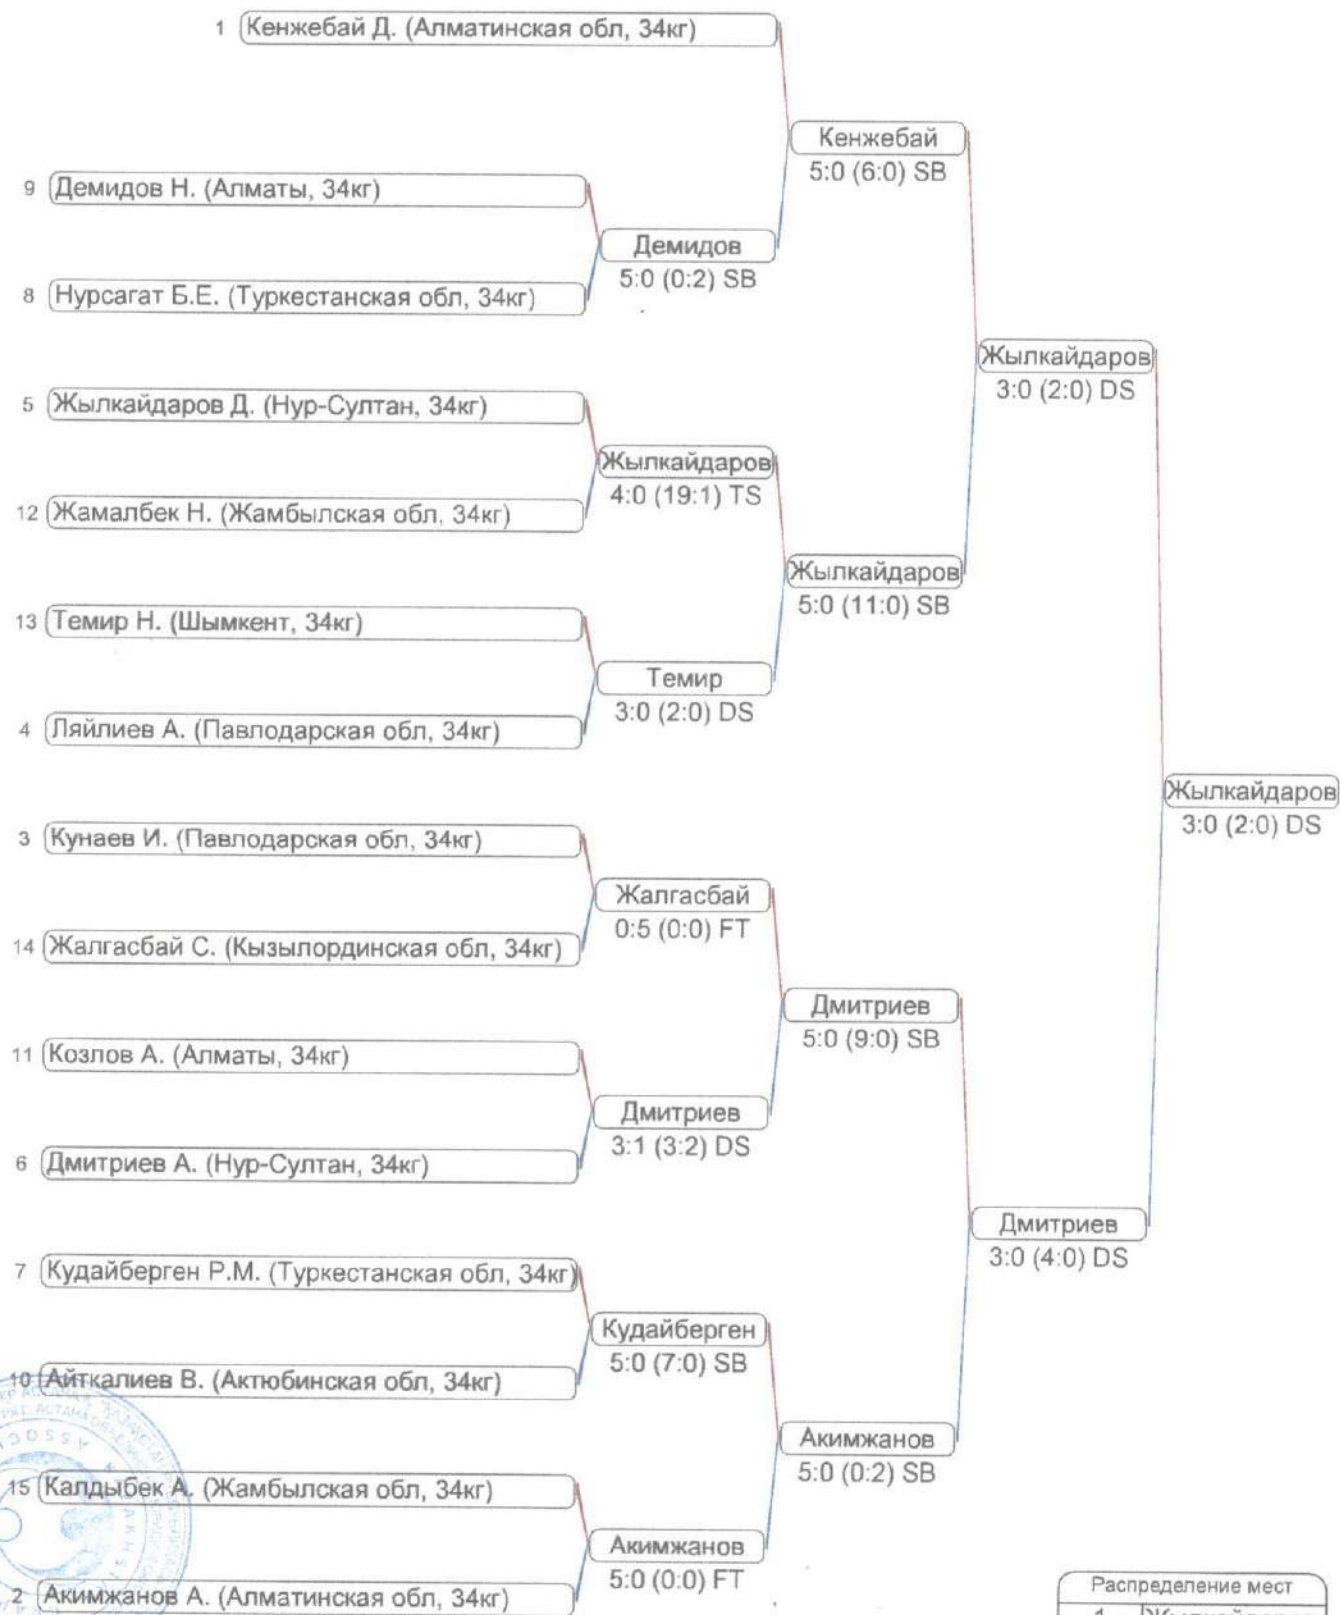 1 Кенжебай Д. (Алматинская обл, 34кг)
Кенжебай
5:0 (6:0) SB
9 Демидов Н. (Алматы, 34кг)
Демидов
5:0 (0:2) SB
8 Нурсагат Б.Е. (Туркестанская обл, 34кг)
Жылкайдаров
3:0 (2:0) DS
5 Жылкайдаров Д. (Нур-Султан, 34кг)
Жылкайдаров
4:0 (19:1) TS
12 Жамалбек Н. (Жамбылская обл, 34кг)
Жылкайдаров
5:0 (11:0) SB
13 Темир Н. (Шымкент, 34кг)
Темир
3:0 (2:0) DS
4 Ляйлиев А. (Павлодарская обл, 34кг)
Жылкайдаров
3:0 (2:0) DS
3 Кунаев И. (Павлодарская обл, 34кг)
Жалгасбай
0:5 (0:0) FT
14 Жалгасбай С. (Кызылординская обл, 34кг)
Дмитриев
5:0 (9:0) SB
11 Козлов А. (Алматы, 34кг)
Дмитриев
3:1 (3:2) DS
6 Дмитриев А. (Нур-Султан, 34кг)
Дмитриев
3:0 (4:0) DS
7 Кудайберген Р.М. (Туркестанская обл, 34кг)
Кудайберген
5:0 (7:0) SB
10 Айткалиев В. (Актюбинская обл, 34кг)
Акимжанов
5:0 (0:2) SB
15 Калдыбек А. (Жамбылская обл, 34кг)
Акимжанов
5:0 (0:0) FT
2 Акимжанов А. (Алматинская обл, 34кг)
Распределение мест